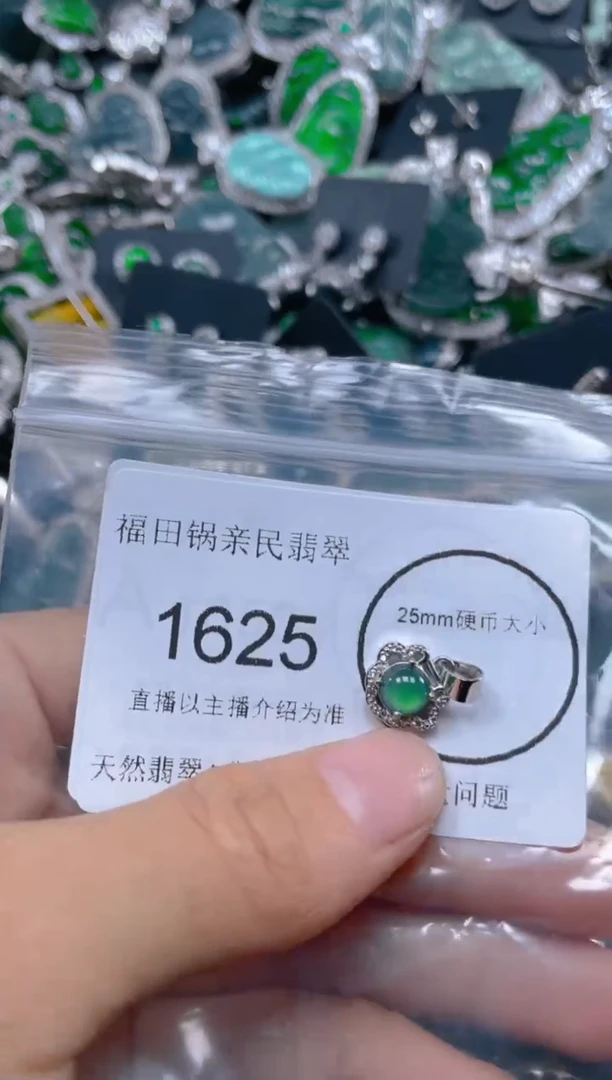 福田锅亲民翡翠
1625
25mm硬币大小
直播以主播介绍为准
天然翡翠
问题